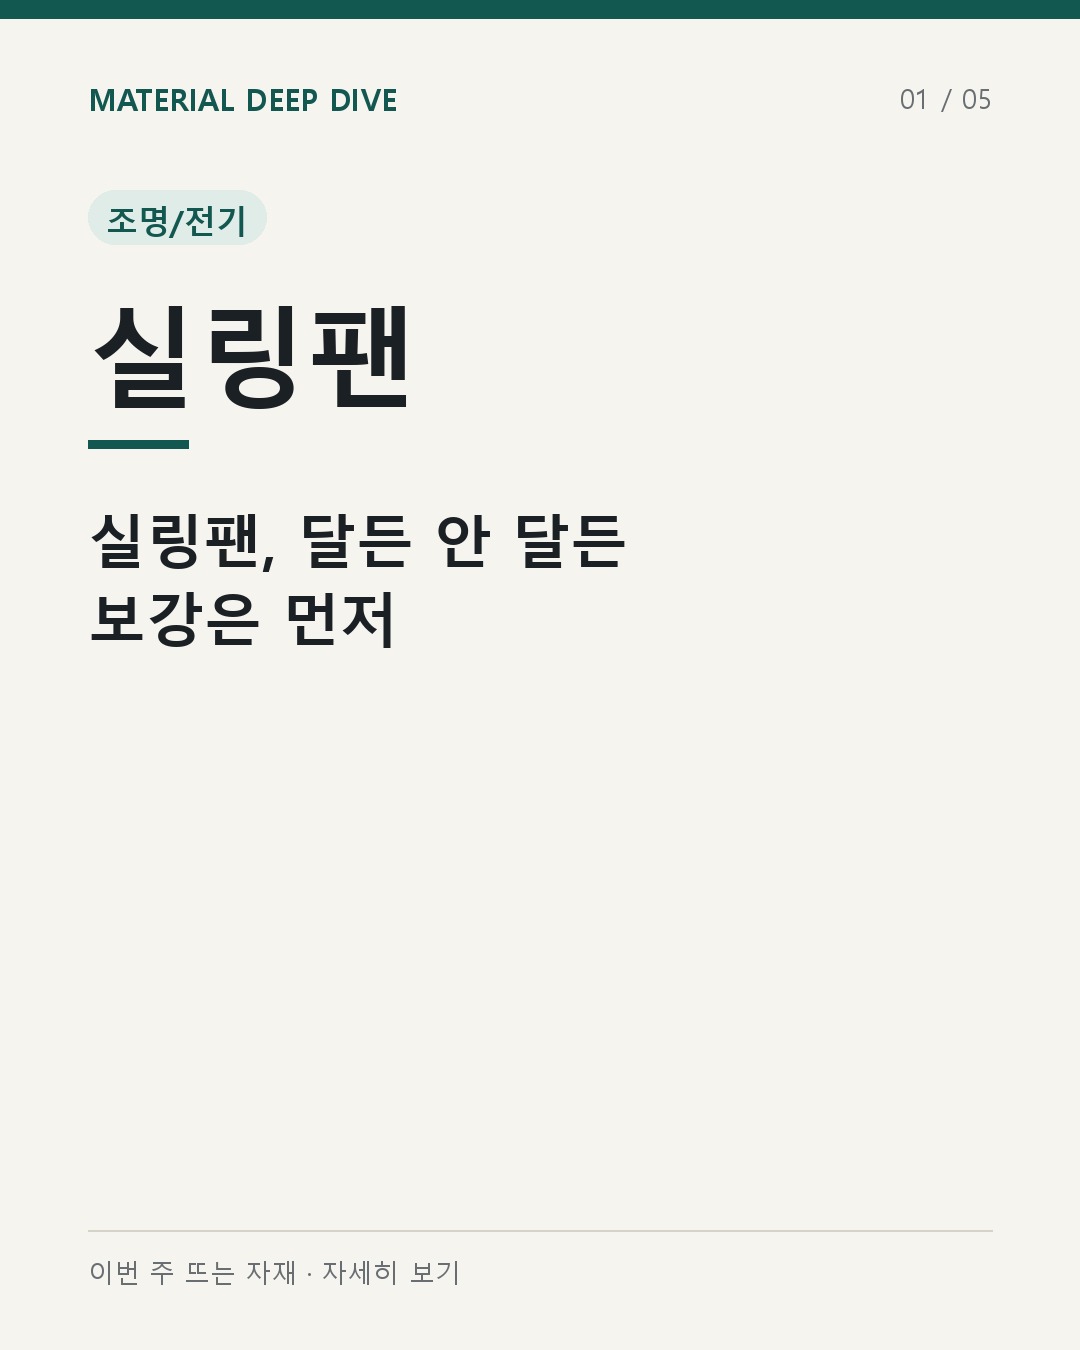 MATERIAL DEEP DIVE
01 / 05
조명/전기
실링팬
실링팬, 달든 안 달든
보강은 먼저
이번 주 뜨는 자재 · 자세히 보기